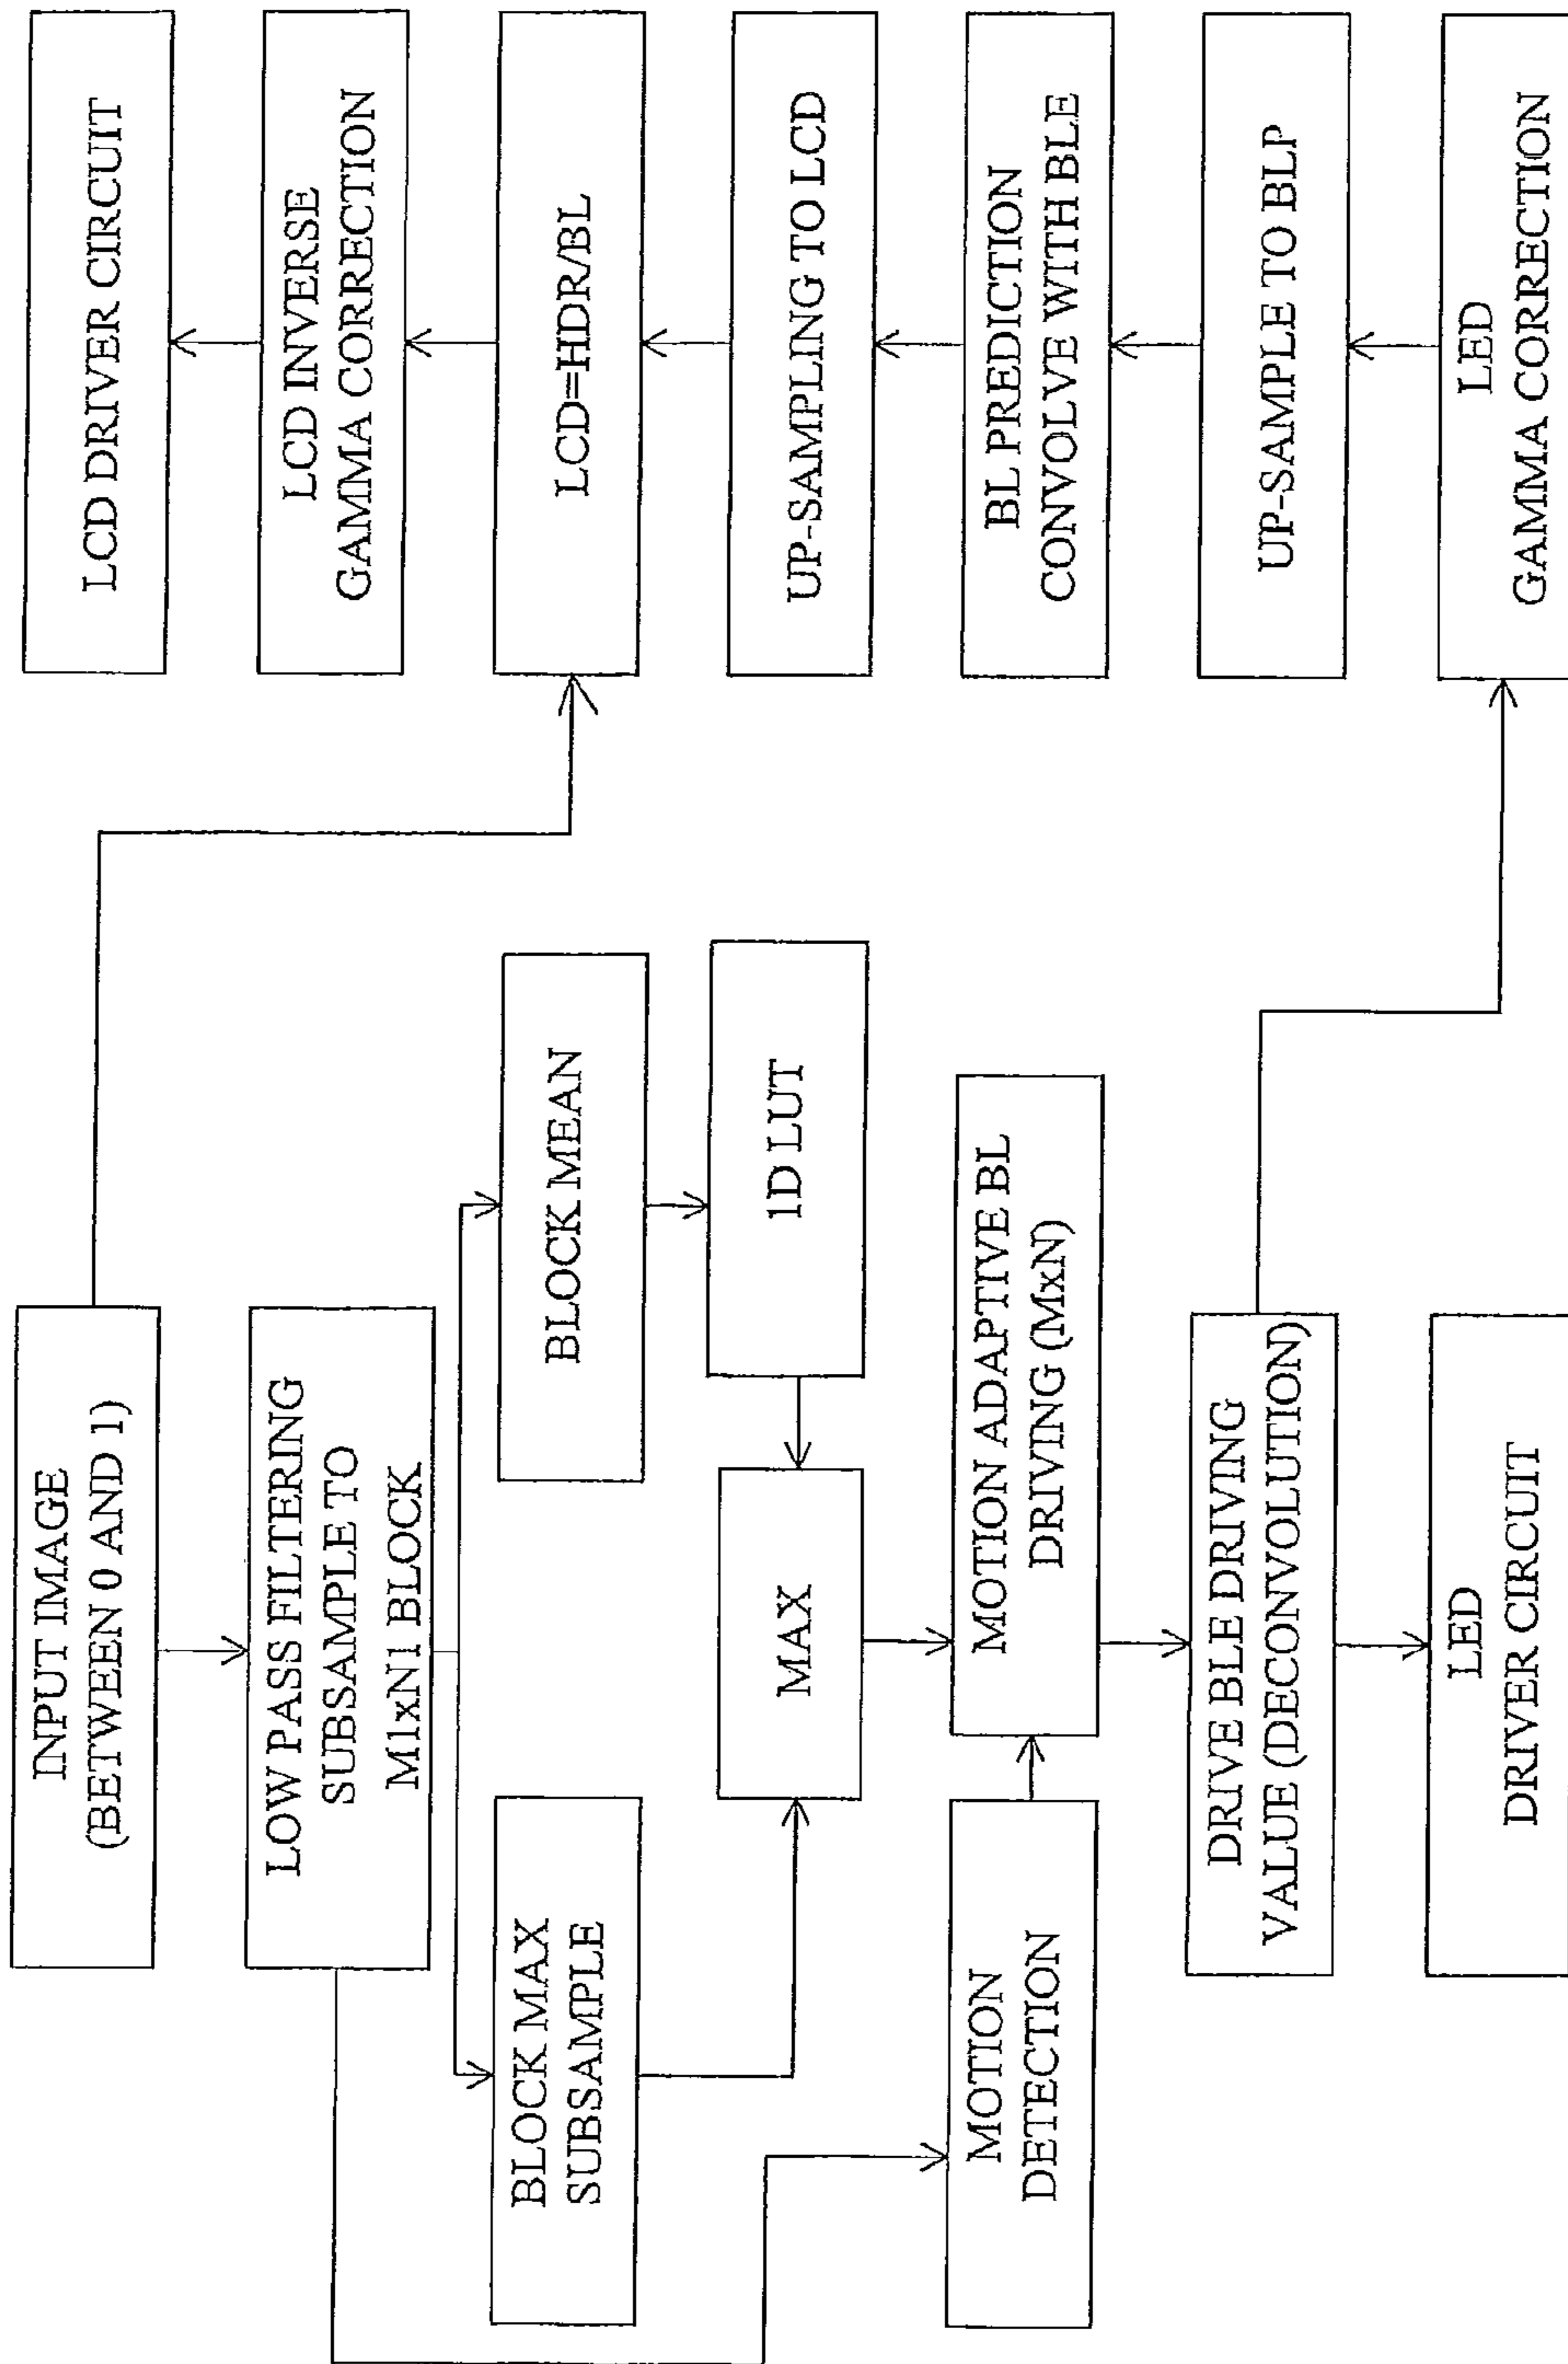 INPUT IMAGE
(BETWEEN 0 AND 1)
LOW PASS FILTERING
SUBSAMPLE TO
M1xN1 BLOCK
BLOCK MAX
SUBSAMPLE
BLOCK MEAN
1D LUT
MAX
MOTION
DETECTION
MOTION ADAPTIVE BL
DRIVING (MxN)
DRIVE BLE DRIVING
VALUE (DECONVOLUTION)
LED
DRIVER CIRCUIT
LCD DRIVER CIRCUIT
LCD INVERSE
GAMMA CORRECTION
LCD=HDR/BL
UP-SAMPLING TO LCD
BL PREDICTION
CONVOLVE WITH BLE
UP-SAMPLE TO BLP
LED
GAMMA CORRECTION